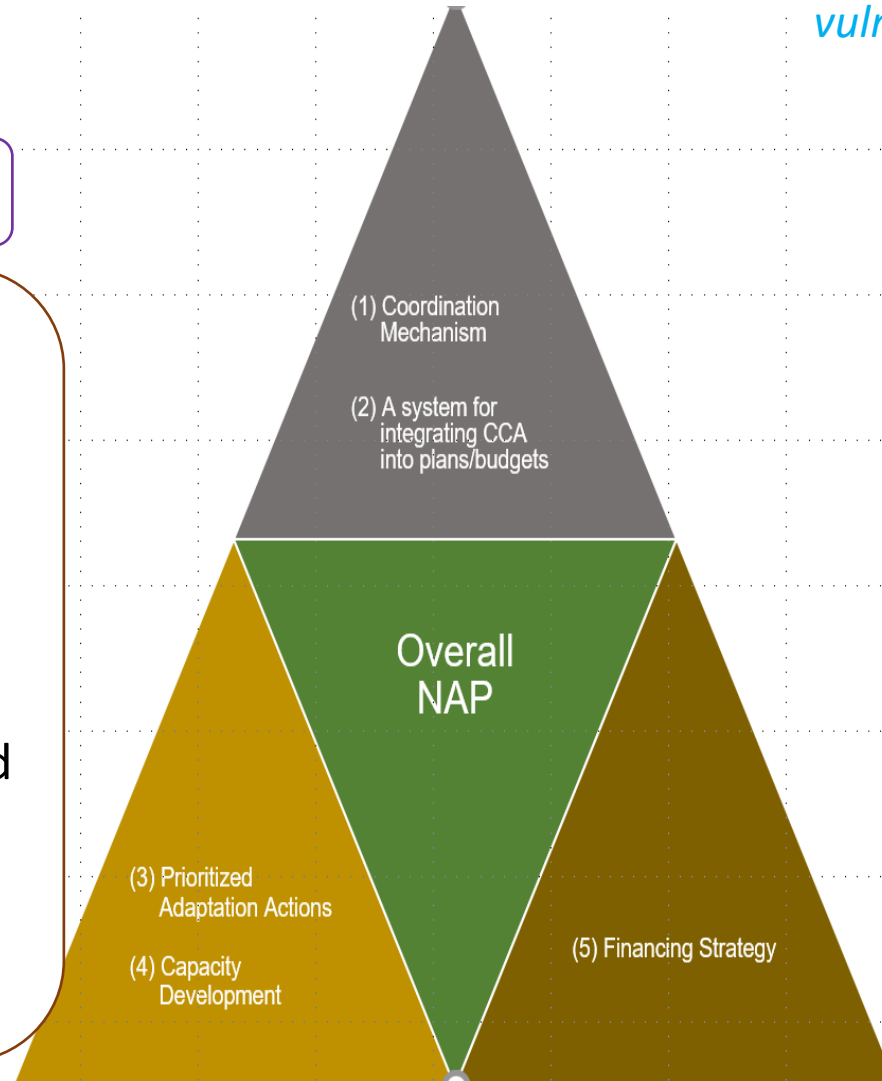 vuln
(1) Coordination
Mechanism
(2) A system for
integrating CCA
into plans/budgets
Overall
NAP
d
(3) Prioritized
Adaptation Actions
(4) Capacity
Development
(5) Financing Strategy